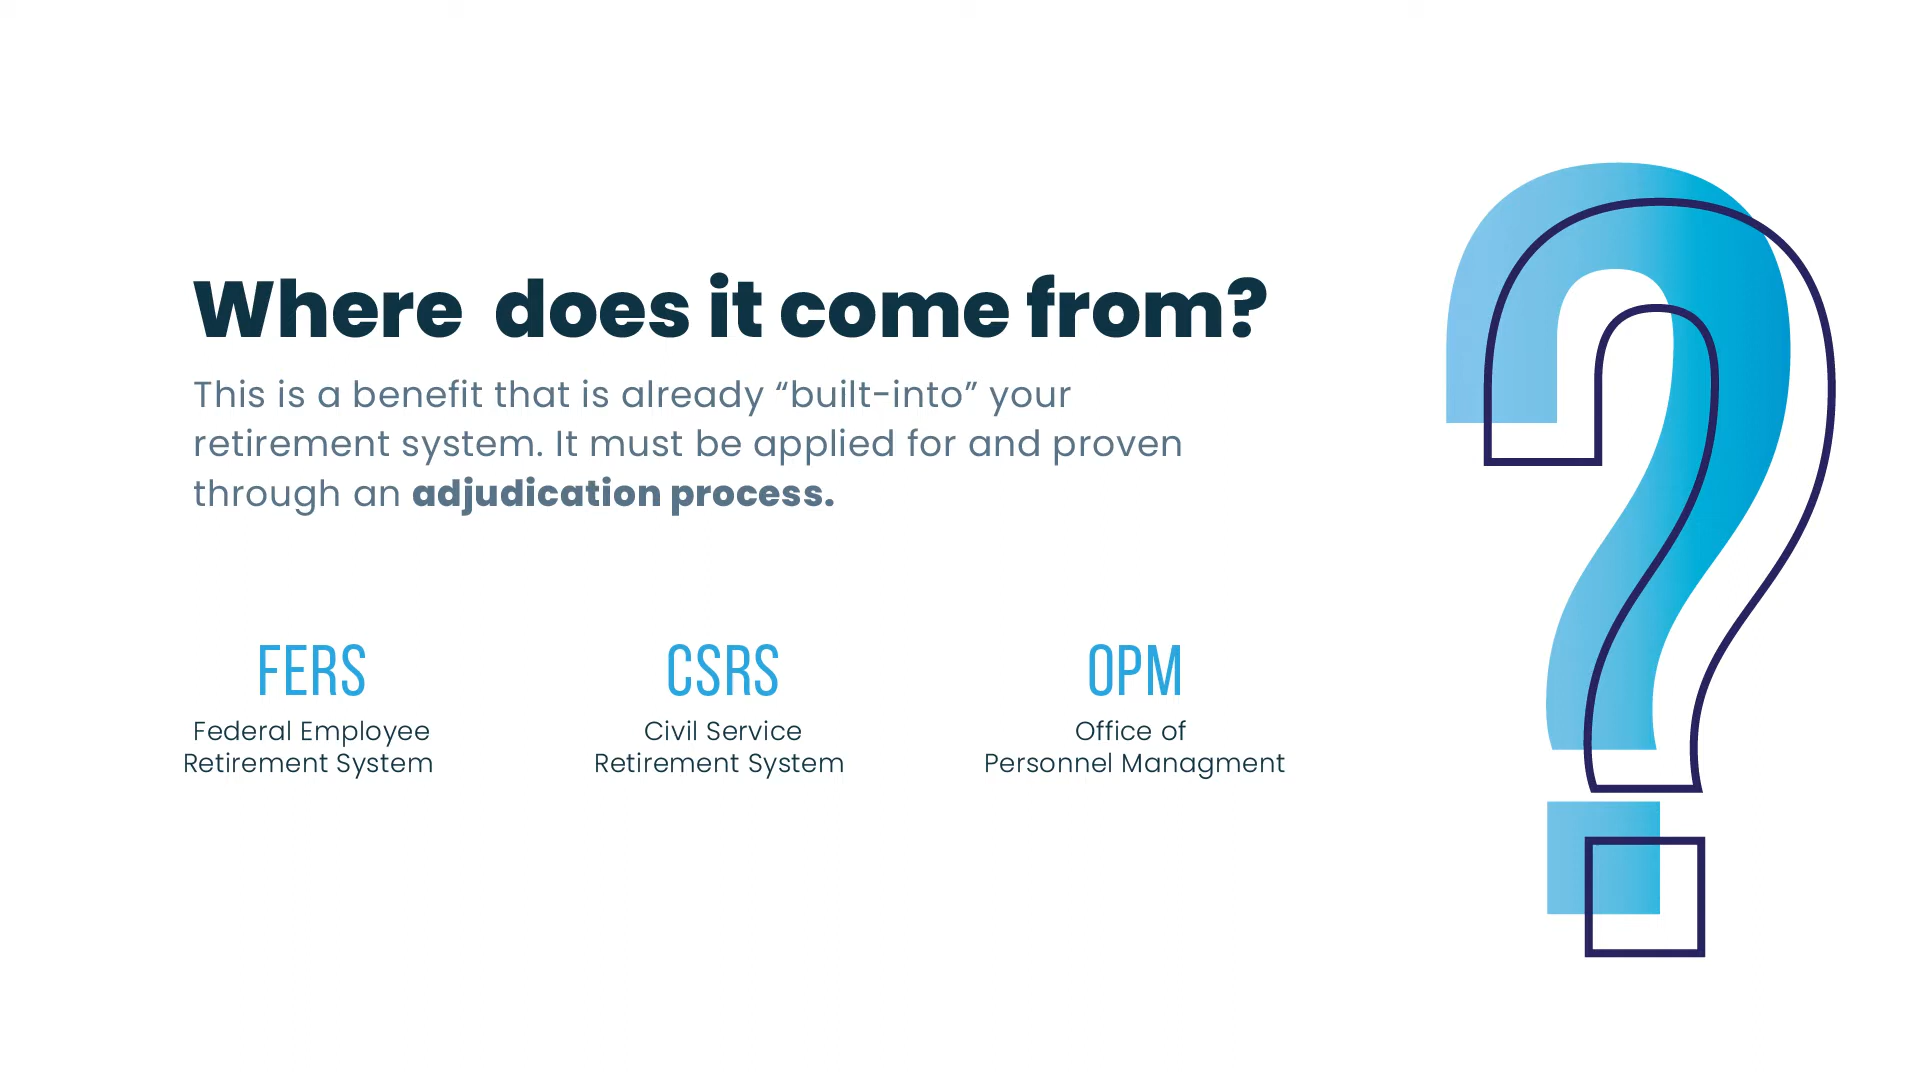 Where does it come from?
This is a benefit that is already “built-into” your
retirement system. It must be applied for and proven
through an adjudication process.
FERS
Federal Employee
Retirement System
CSRS
Civil Service
Retirement System
OPM
Office of
Personnel Managment
?